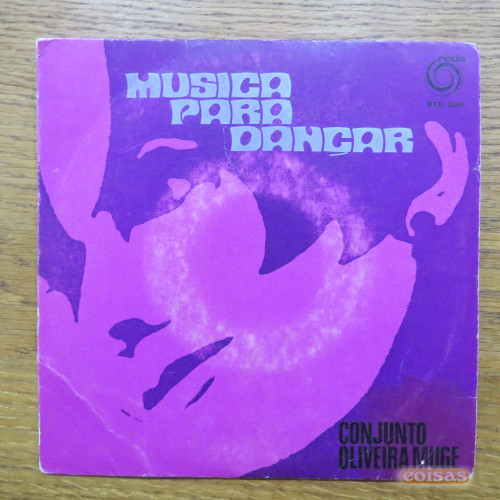 roda
MUSICA
PARA
DANÇAR
CONJUNTO
OLIVEIRA MUGE
coisas